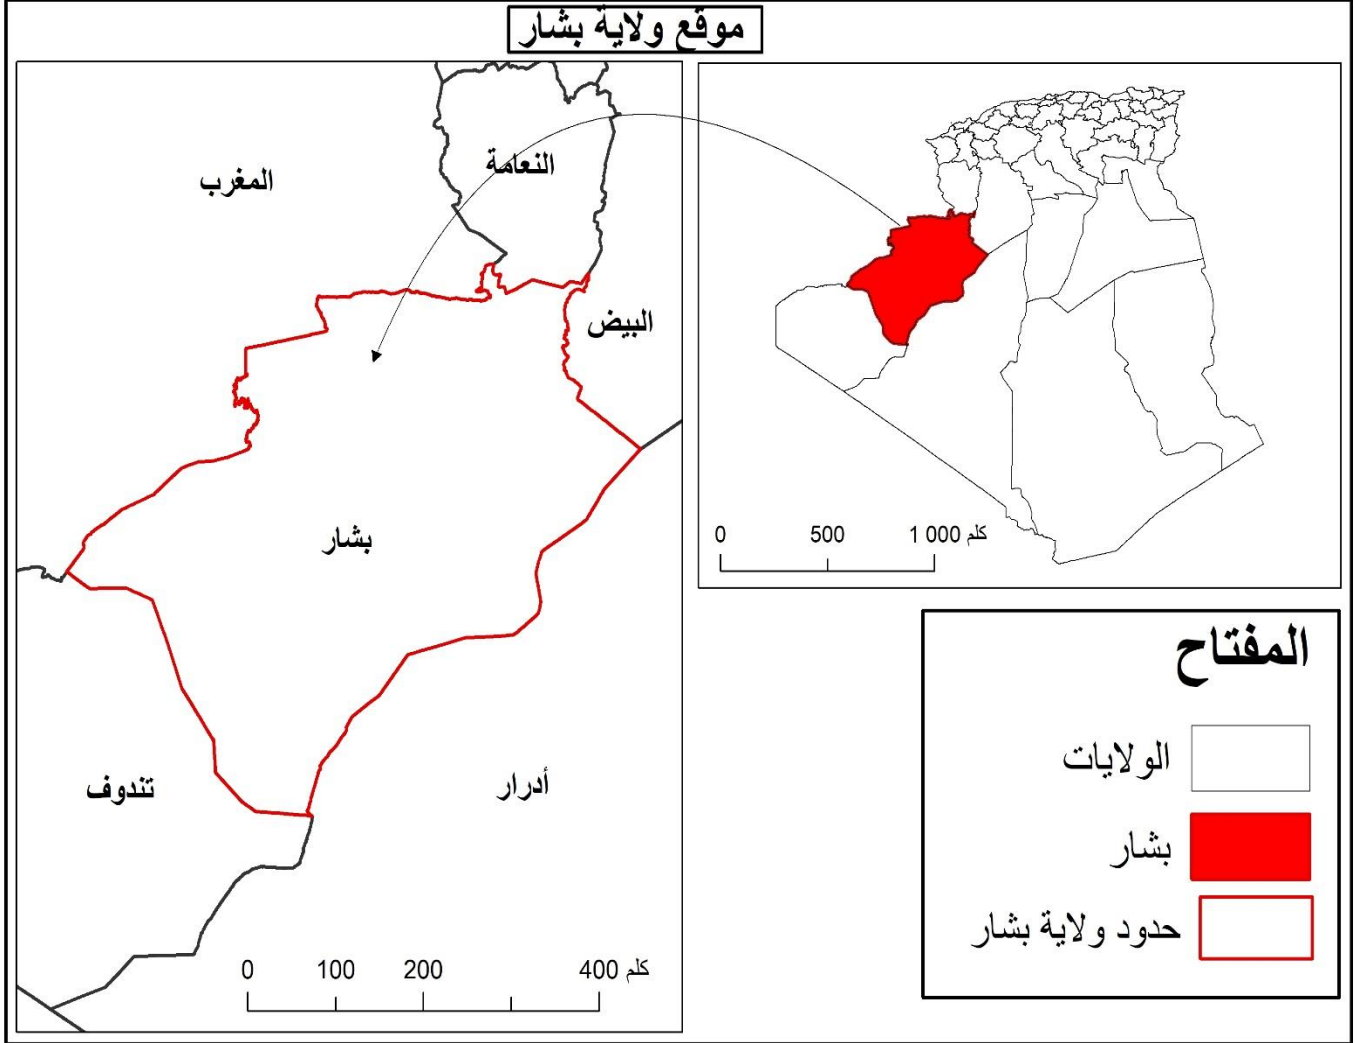 موقع ولاية بشار
النعامة
المغرب
البيض
بشار
تندوف
أدرار
0 100 200 400 كلم
0 500 1 000 كلم
المفتاح
الولايات
بشار
حدود ولاية بشار